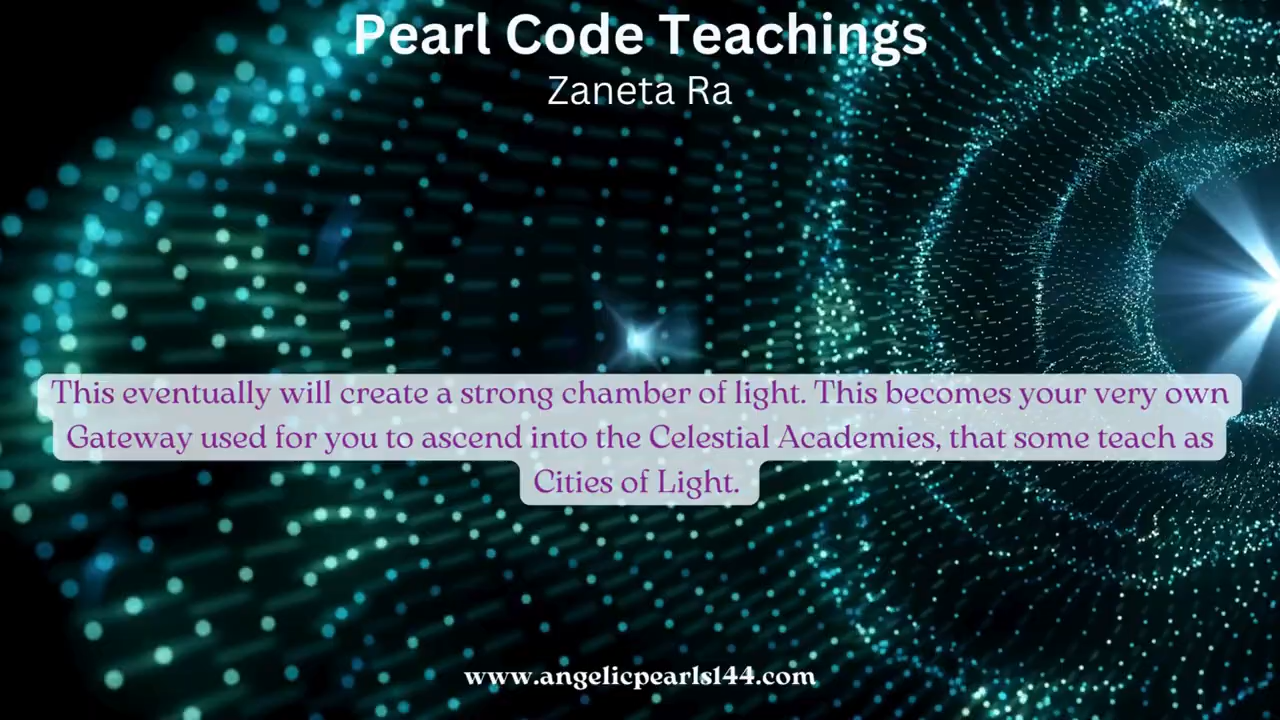 Pearl Code Teachings
Zaneta Ra
This eventually will create a strong chamber of light. This becomes your very own
Gateway used for you to ascend into the Celestial Academies, that some teach as
Cities of Light.
www.angelicpearls144.com